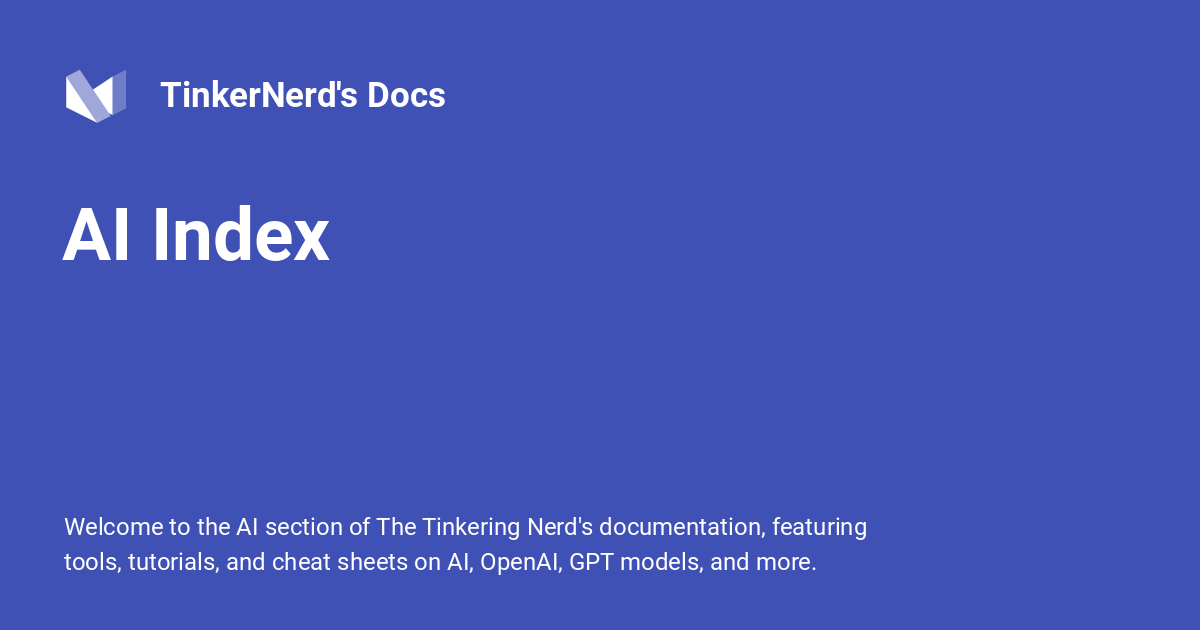 TinkerNerd's Docs
AI Index
Welcome to the AI section of The Tinkering Nerd's documentation, featuring
tools, tutorials, and cheat sheets on AI, OpenAI, GPT models, and more.